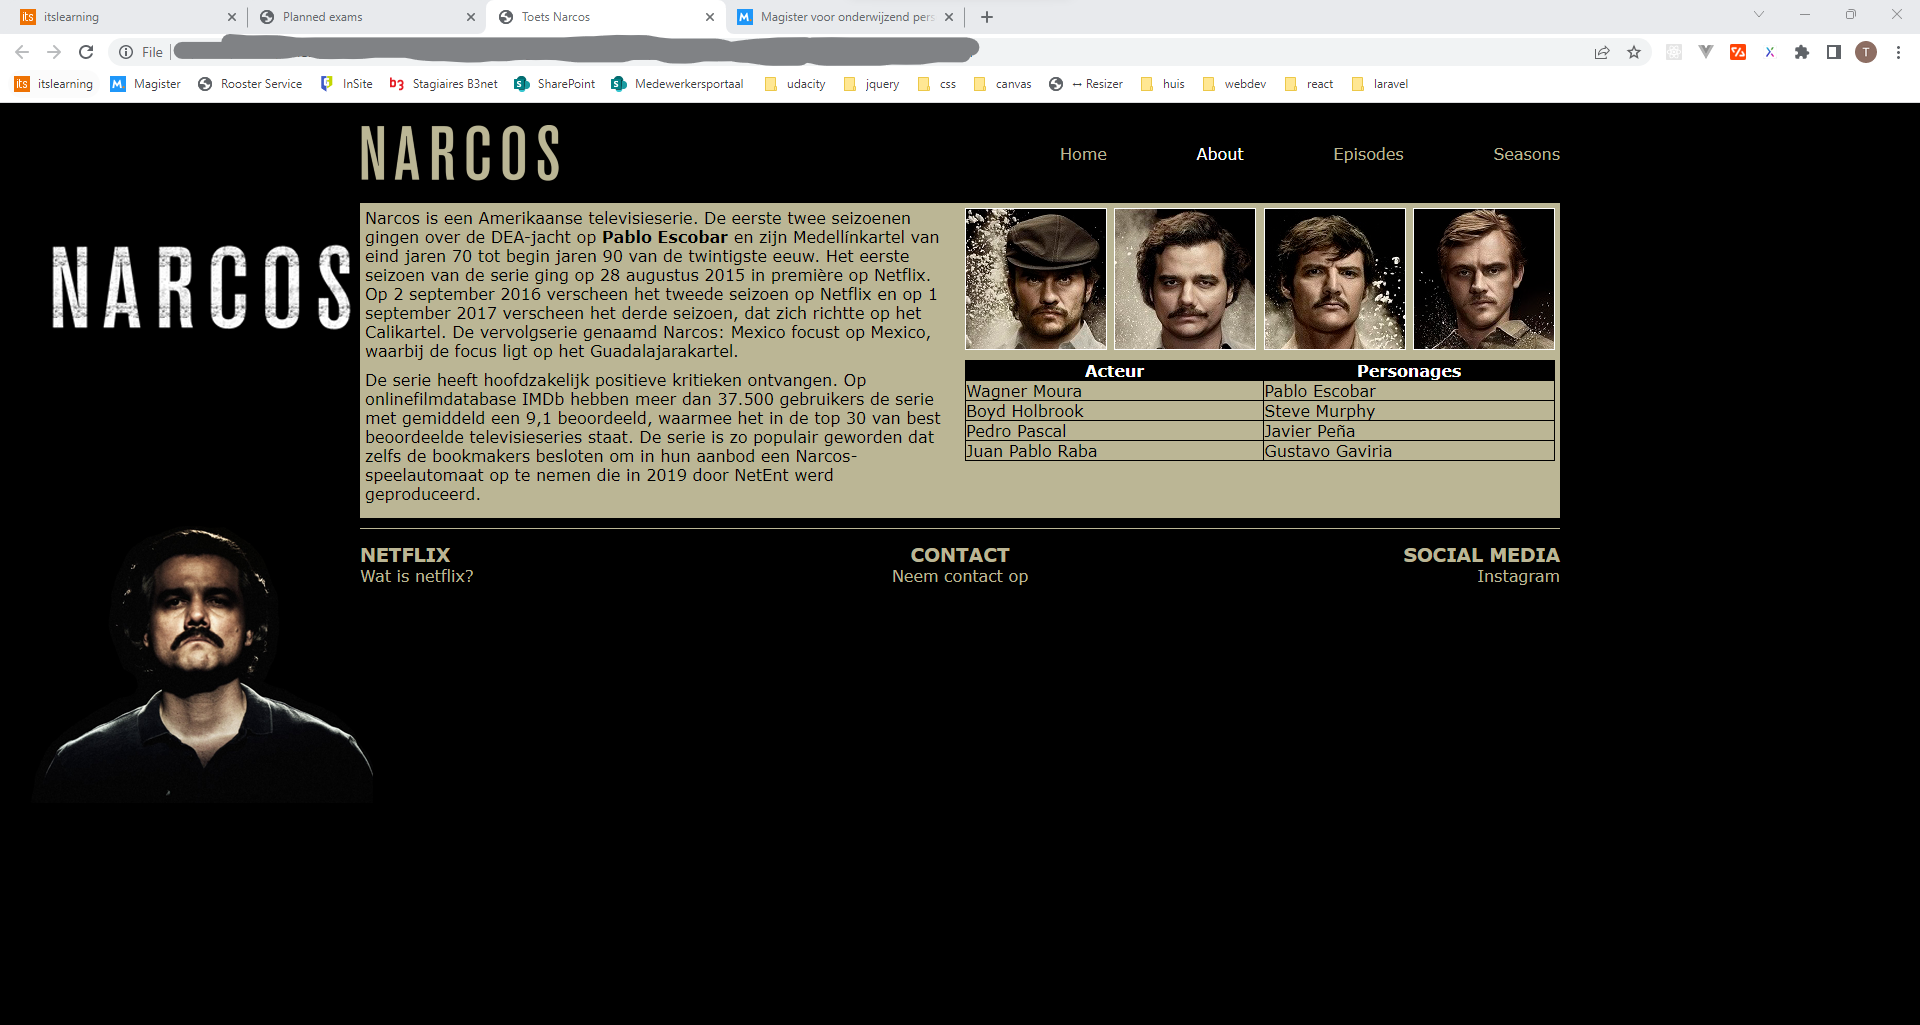 itslearning
Planned exams
Toets Narcos
Magister voor onderwijzend pers
File
T
itslearning
Magister
Rooster Service
InSite
Stagiaires B3net
SharePoint
Medewerkersportaal
udacity
jquery
css
canvas
↔ Resizer
huis
webdev
react
laravel
NARCOS
Home
About
Episodes
Seasons
NARCOS
Narcos is een Amerikaanse televisieserie. De eerste twee seizoenen
gingen over de DEA-jacht op Pablo Escobar en zijn Medellínkartel van
eind jaren 70 tot begin jaren 90 van de twintigste eeuw. Het eerste
seizoen van de serie ging op 28 augustus 2015 in première op Netflix.
Op 2 september 2016 verscheen het tweede seizoen op Netflix en op 1
september 2017 verscheen het derde seizoen, dat zich richtte op het
Calikartel. De vervolgserie genaamd Narcos: Mexico focust op Mexico,
waarbij de focus ligt op het Guadalajarakartel.
De serie heeft hoofdzakelijk positieve kritieken ontvangen. Op
onlinefilmdatabase IMDb hebben meer dan 37.500 gebruikers de serie
met gemiddeld een 9,1 beoordeeld, waarmee het in de top 30 van best
beoordeelde televisieseries staat. De serie is zo populair geworden dat
zelfs de bookmakers besloten om in hun aanbod een Narcos-
speelautomaat op te nemen die in 2019 door NetEnt werd
geproduceerd.
Acteur Personages
Wagner Moura Pablo Escobar
Boyd Holbrook Steve Murphy
Pedro Pascal Javier Peña
Juan Pablo Raba Gustavo Gaviria
NETFLIX
Wat is netflix?
CONTACT
Neem contact op
SOCIAL MEDIA
Instagram